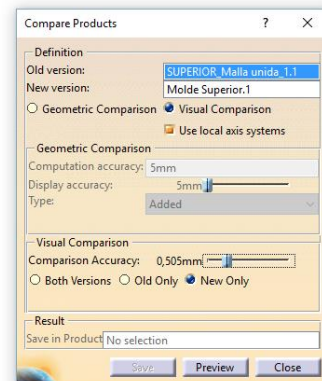 Compare Products ? ×
Definition
Old version: SUPERIOR_Malla unida_1.1
New version: Molde Superior.1
Geometric Comparison Visual Comparison
Use local axis systems
Geometric Comparison
Computation accuracy: 5mm
Display accuracy: 5mm
Type: Added
Visual Comparison
Comparison Accuracy: 0,505mm
Both Versions Old Only New Only
Result
Save in Product No selection
Save Preview Close